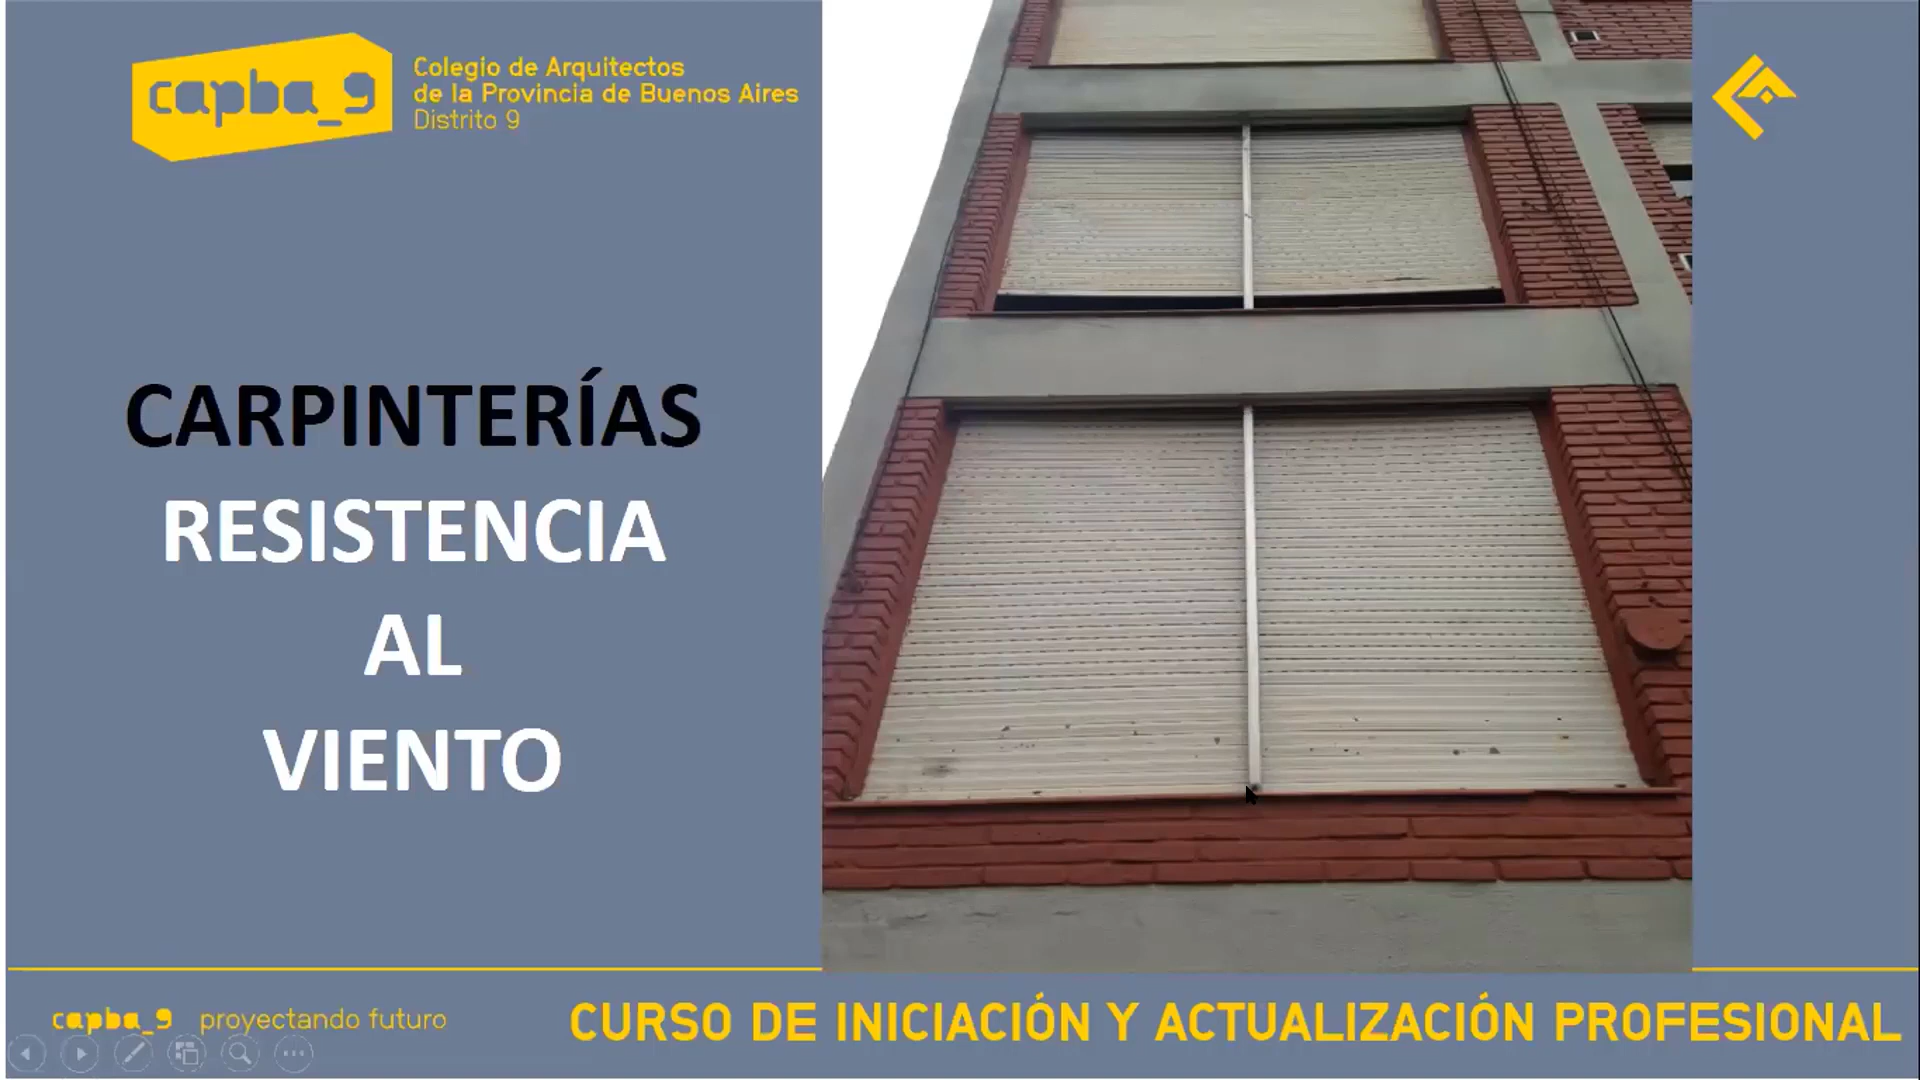 capba_9
Colegio de Arquitectos
de la Provincia de Buenos Aires
Distrito 9
CARPINTERÍAS
RESISTENCIA
AL
VIENTO
capba_9 proyectando futuro
CURSO DE INICIACIÓN Y ACTUALIZACIÓN PROFESIONAL